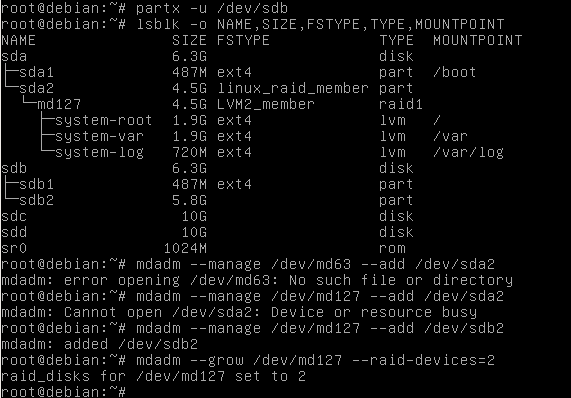 root@debian:~# partx -u /dev/sdb
root@debian:~# lsblk -o NAME,SIZE,FSTYPE,TYPE,MOUNTPOINT
NAME SIZE FSTYPE TYPE MOUNTPOINT
sda 6.3G disk
├─sda1 487M ext4 part /boot
└─sda2 4.5G linux_raid_member part
└─md127 4.5G LVM2_member raid1
├─system-root 1.9G ext4 lvm /
├─system-var 1.9G ext4 lvm /var
└─system-log 720M ext4 lvm /var/log
sdb 6.3G disk
├─sdb1 487M ext4 part
└─sdb2 5.8G part
sdc 10G disk
sdd 10G disk
sr0 1024M rom
root@debian:~# mdadm --manage /dev/md63 --add /dev/sda2
mdadm: error opening /dev/md63: No such file or directory
root@debian:~# mdadm --manage /dev/md127 --add /dev/sda2
mdadm: Cannot open /dev/sda2: Device or resource busy
root@debian:~# mdadm --manage /dev/md127 --add /dev/sdb2
mdadm: added /dev/sdb2
root@debian:~# mdadm --grow /dev/md127 --raid-devices=2
raid_disks for /dev/md127 set to 2
root@debian:~#